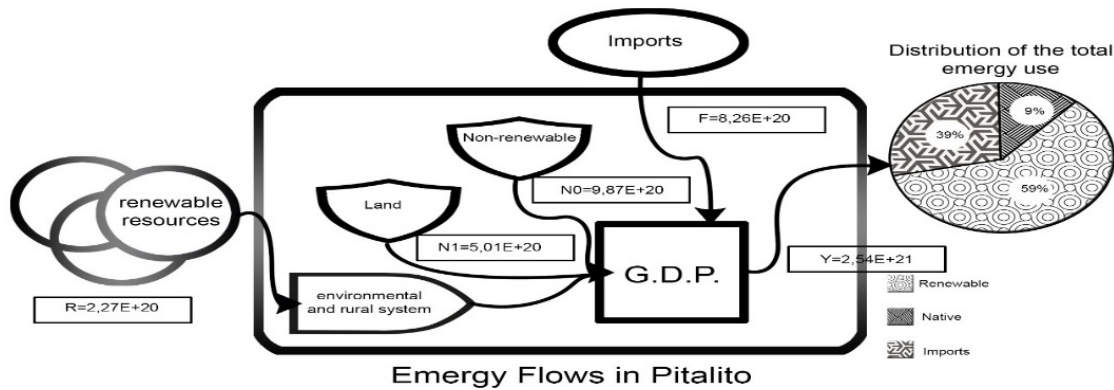 Imports
Distribution of the total
emergy use
Non-renewable
F=8,26E+20
9%
39%
59%
renewable
resources
Land
N0=9,87E+20
N1=5,01E+20
G.D.P.
Y=2,54E+21
environmental
and rural system
R=2,27E+20
Renewable
Native
Imports
Emergy Flows in Pitalito